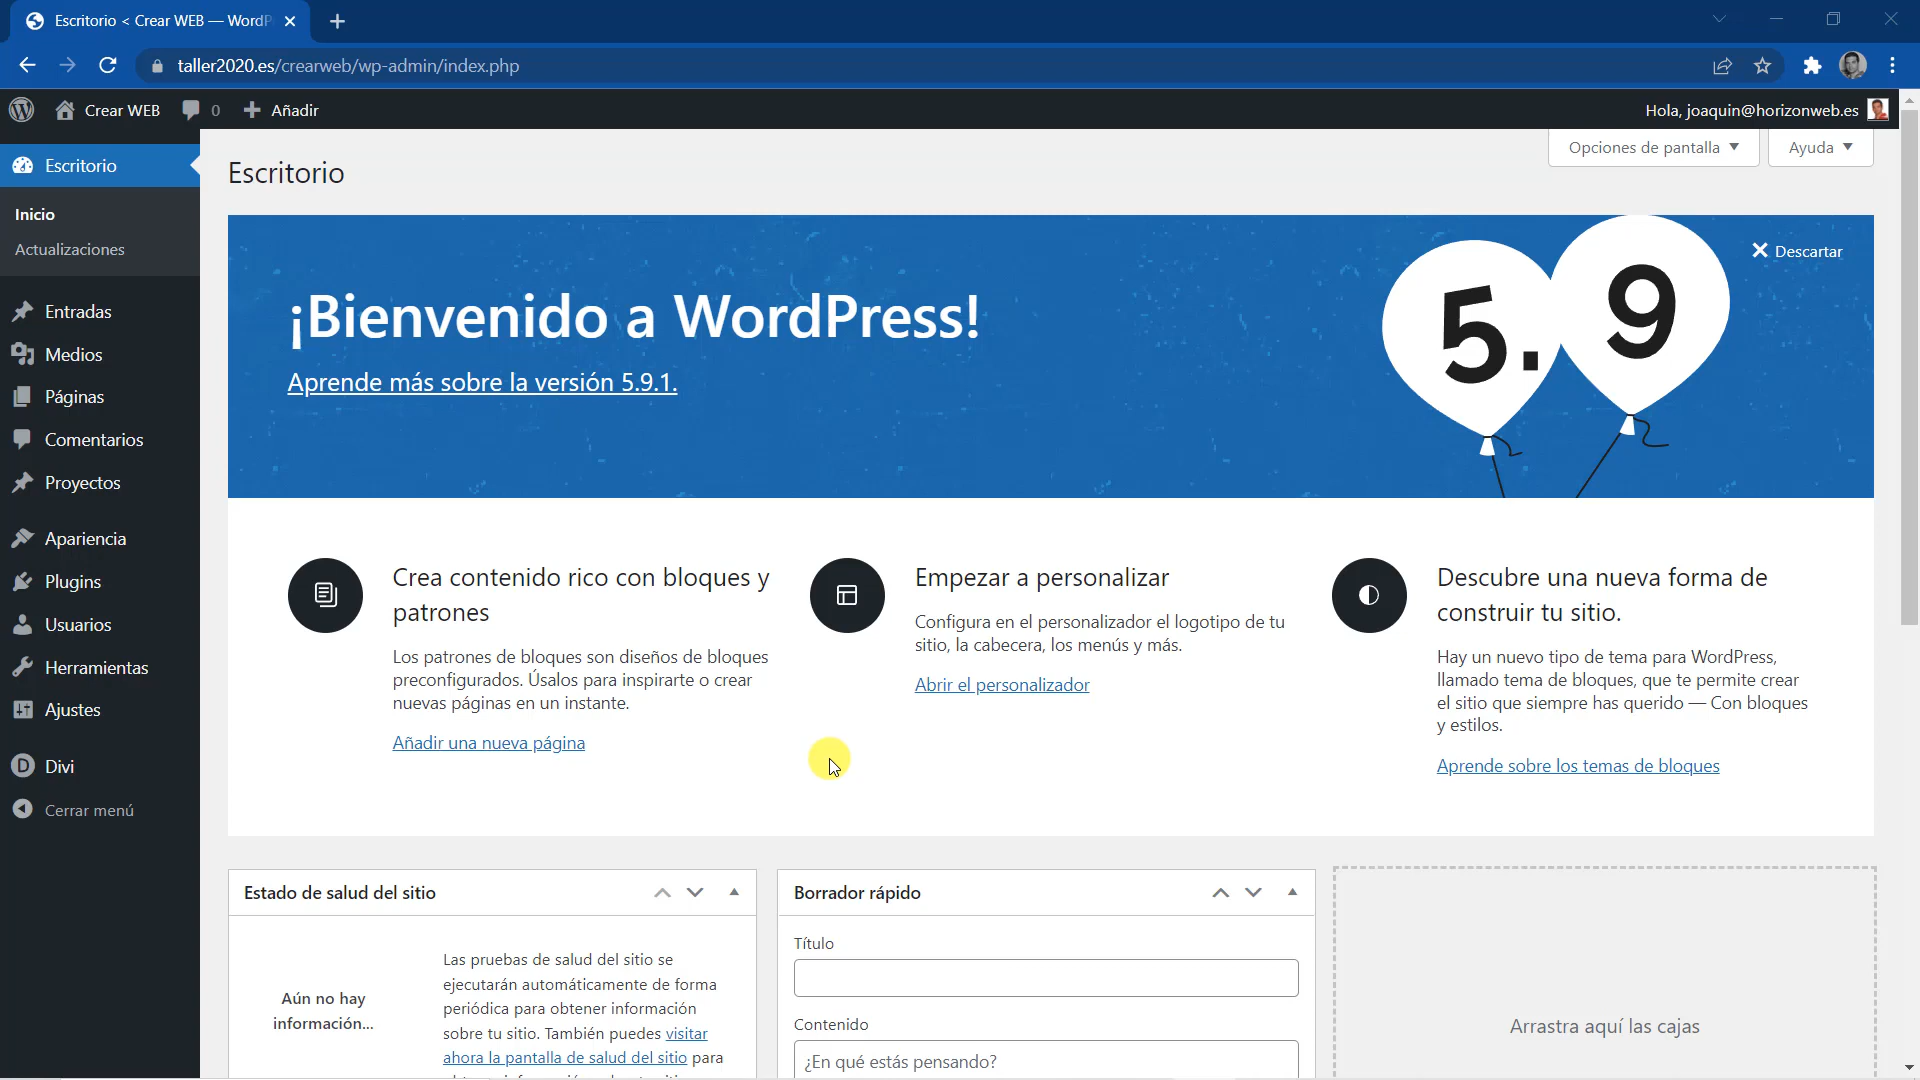 Escritorio < Crear WEB — WordP
taller2020.es/crearweb/wp-admin/index.php
Crear WEB
0
Añadir
Hola, joaquin@horizonweb.es
Escritorio
Inicio
Actualizaciones
Entradas
Medios
Páginas
Comentarios
Proyectos
Apariencia
Plugins
Usuarios
Herramientas
Ajustes
Divi
Cerrar menú
Escritorio
Opciones de pantalla
Ayuda
¡Bienvenido a WordPress!
Aprende más sobre la versión 5.9.1.
5.9
Descartar
Crea contenido rico con bloques y
patrones
Los patrones de bloques son diseños de bloques
preconfigurados. Úsalos para inspirarte o crear
nuevas páginas en un instante.
Añadir una nueva página
Empezar a personalizar
Configura en el personalizador el logotipo de tu
sitio, la cabecera, los menús y más.
Abrir el personalizador
Descubre una nueva forma de
construir tu sitio.
Hay un nuevo tipo de tema para WordPress,
llamado tema de bloques, que te permite crear
el sitio que siempre has querido — Con bloques
y estilos.
Aprende sobre los temas de bloques
Estado de salud del sitio
Aún no hay
información...
Las pruebas de salud del sitio se
ejecutarán automáticamente de forma
periódica para obtener información
sobre tu sitio. También puedes visitar
ahora la pantalla de salud del sitio para
Borrador rápido
Título
Contenido
¿En qué estás pensando?
Arrastra aquí las cajas